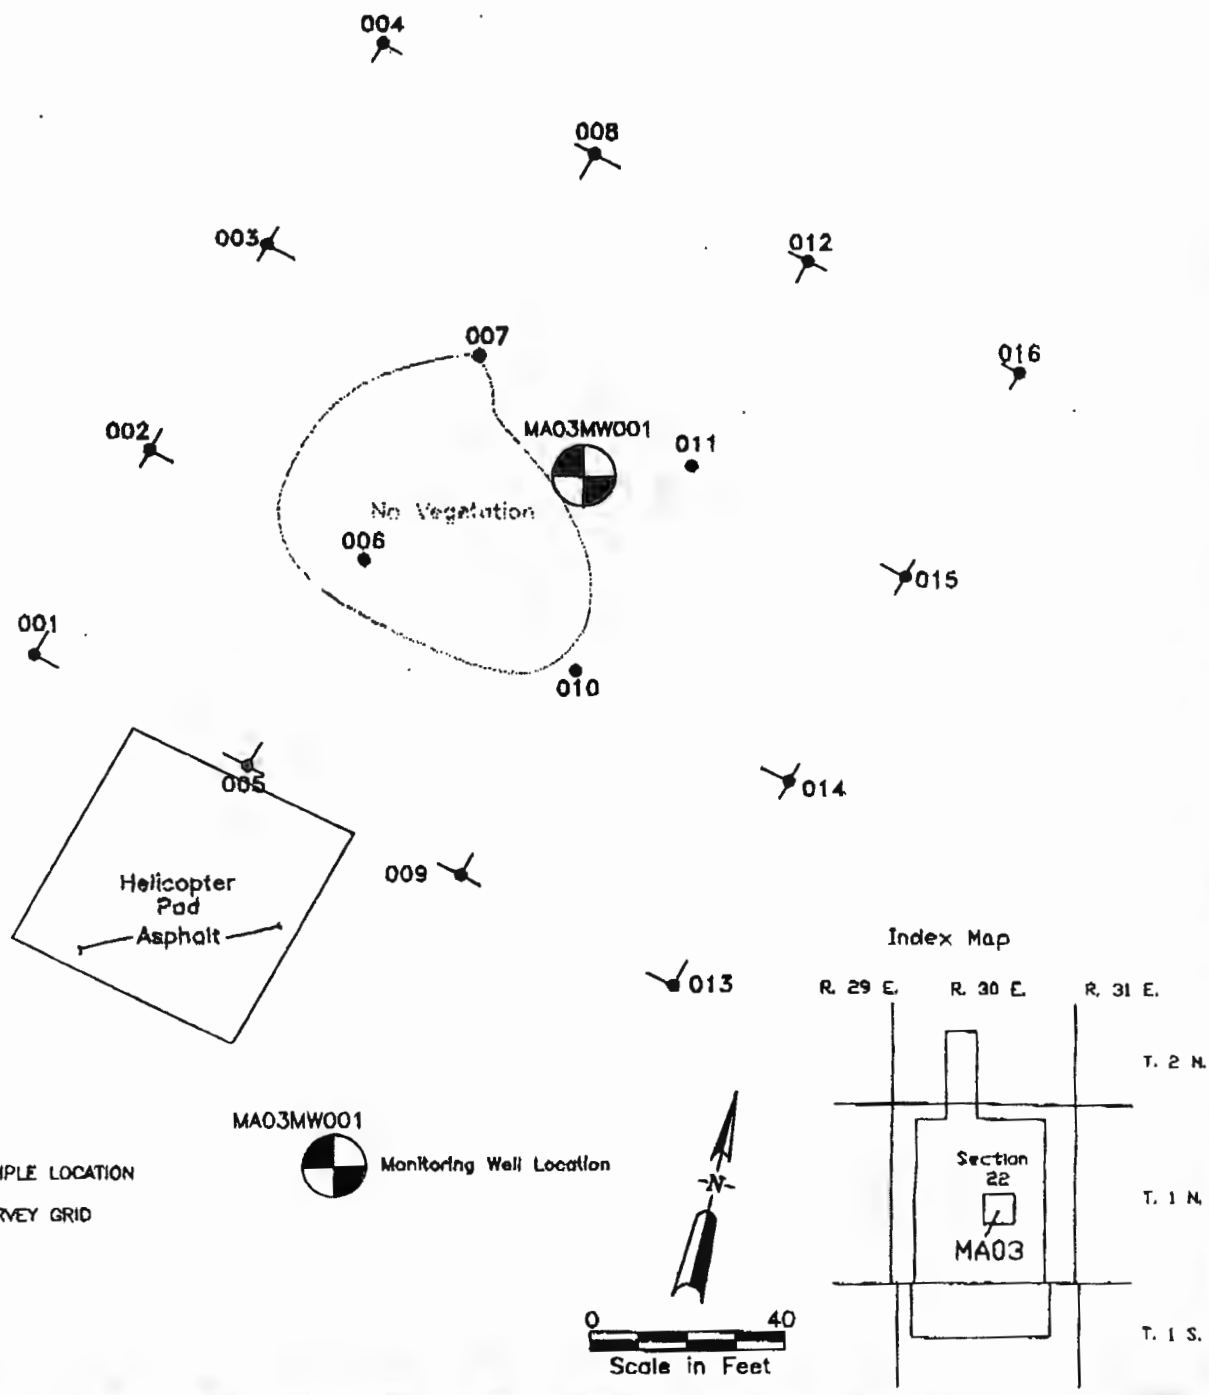 004
008
003
012
007
016
002
MA03MW001
011
No Vegetation
006
015
001
010
005
014
009
Helicopter
Pad
Asphalt
013
Index Map
R. 29 E. R. 30 E. R. 31 E.
T. 2 N.
MA03MW001
Monitoring Well Location
MPLE LOCATION
RVEY GRID
-N-
Section
22
T. 1 N.
MA03
0 40
Scale in Feet
T. 1 S.